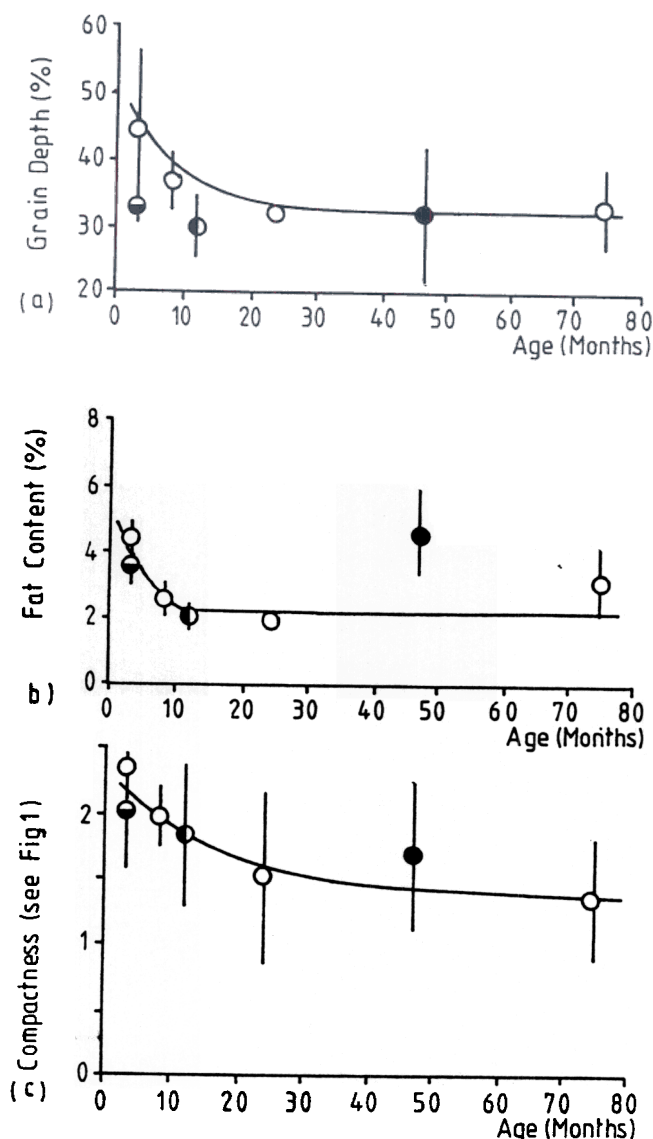 60
50
40
30
20
Grain Depth (%)
(a)
0 10 20 30 40 50 60 70 80
Age (Months)
8
6
4
2
0
Fat Content (%)
b)
0 10 20 30 40 50 60 70 80
Age (Months)
2
1
0
Compactness (see Fig1)
(c)
0 10 20 30 40 50 60 70 80
Age (Months)